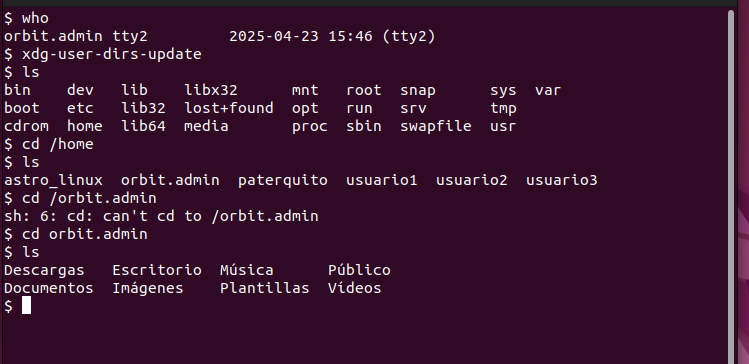 $ who
orbit.admin tty2         2025-04-23 15:46 (tty2)
$ xdg-user-dirs-update
$ ls
bin    dev   lib    libx32      mnt   root  snap      sys  var
boot   etc   lib32  lost+found  opt   run   srv       tmp
cdrom  home  lib64  media       proc  sbin  swapfile  usr
$ cd /home
$ ls
astro_linux  orbit.admin  paterquito  usuario1  usuario2  usuario3
$ cd /orbit.admin
sh: 6: cd: can't cd to /orbit.admin
$ cd orbit.admin
$ ls
Descargas   Escritorio  Música      Público
Documentos  Imágenes    Plantillas  Vídeos
$